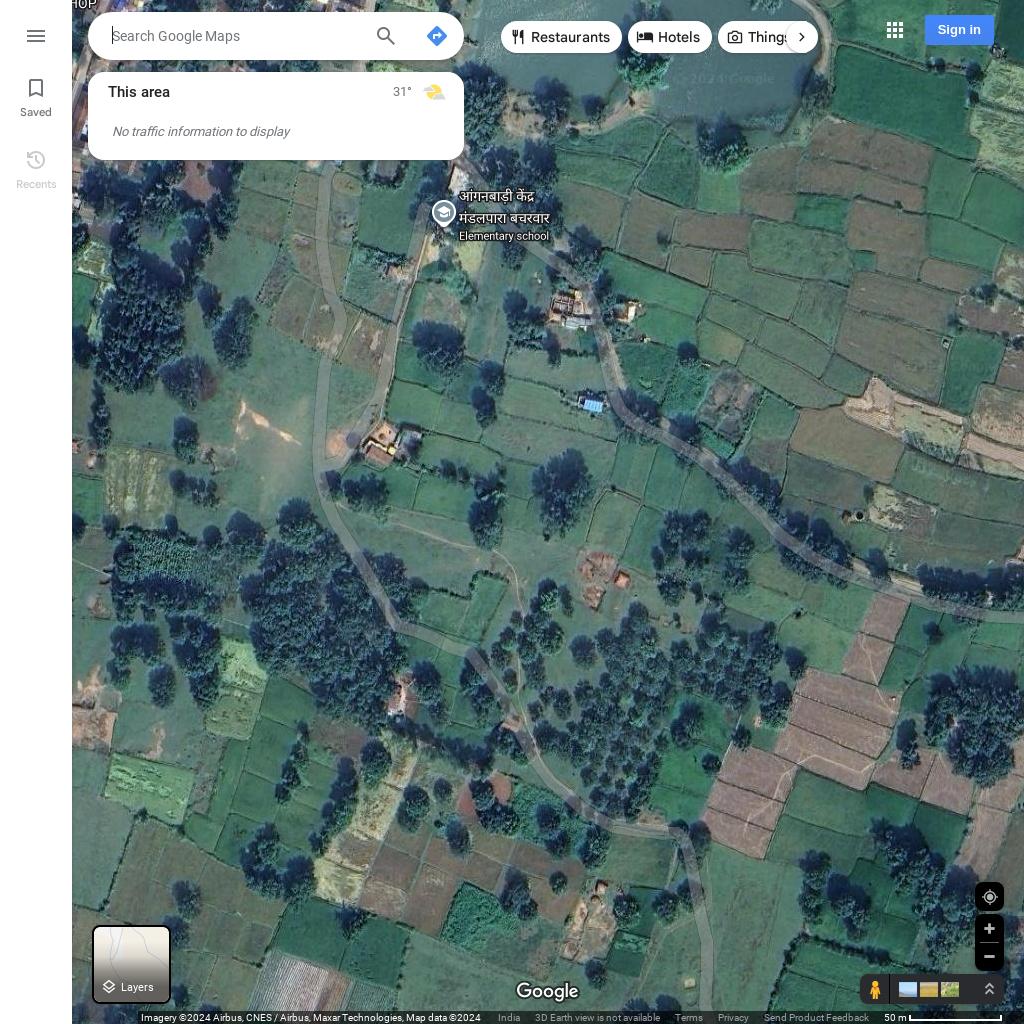 HOP
Search Google Maps
Restaurants
Hotels
Things
Sign in
Saved
This area
31°
©2024 Google
No traffic information to display
Recents
आंगनबाड़ी केंद्र
मंडलपारा बचरवार
Elementary school
Layers
Google
Imagery ©2024 Airbus, CNES / Airbus, Maxar Technologies, Map data ©2024 India 3D Earth view is not available Terms Privacy Send Product Feedback 50 m